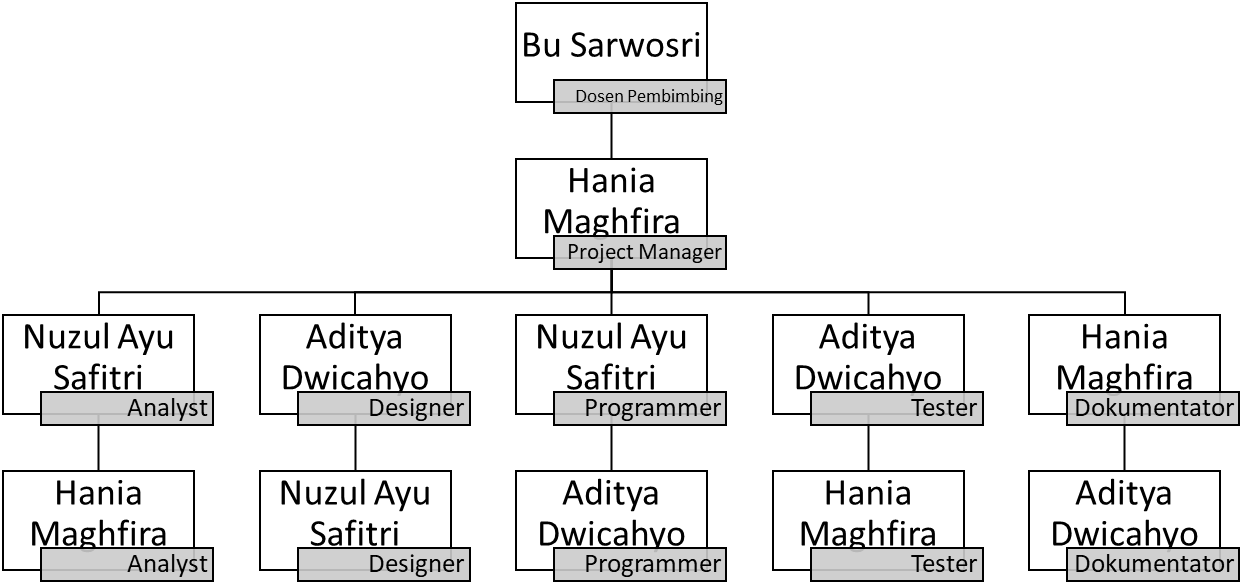 Bu Sarwosri
Dosen Pembimbing
Hania
Maghfira
Project Manager
Nuzul Ayu
Safitri
Analyst
Aditya
Dwicahyo
Designer
Nuzul Ayu
Safitri
Programmer
Aditya
Dwicahyo
Tester
Hania
Maghfira
Dokumentator
Hania
Maghfira
Analyst
Nuzul Ayu
Safitri
Designer
Aditya
Dwicahyo
Programmer
Hania
Maghfira
Tester
Aditya
Dwicahyo
Dokumentator